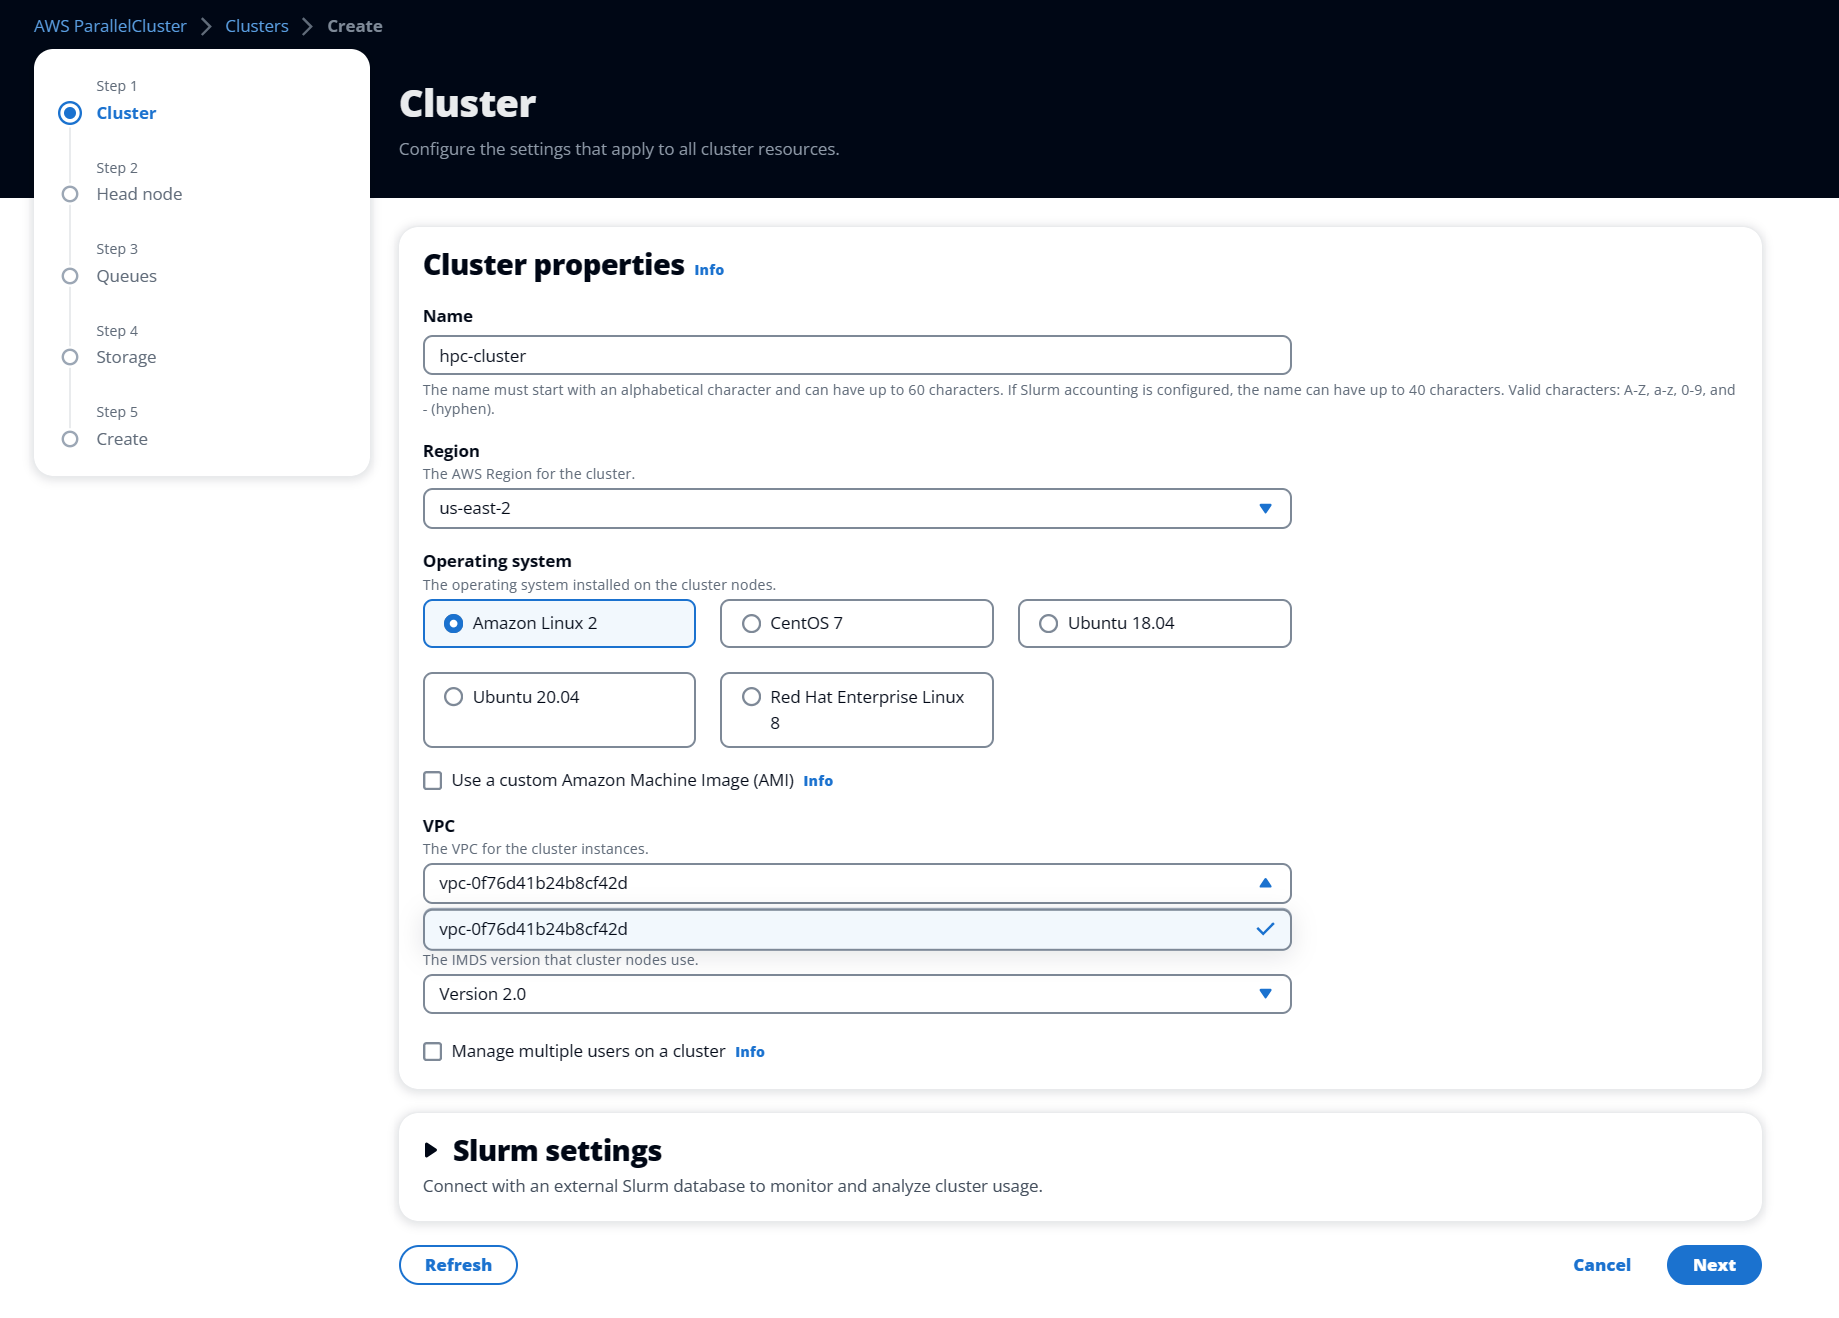 AWS ParallelCluster > Clusters > Create
Step 1
Cluster
Step 2
Head node
Step 3
Queues
Step 4
Storage
Step 5
Create
Cluster
Configure the settings that apply to all cluster resources.
Cluster properties Info
Name
hpc-cluster
The name must start with an alphabetical character and can have up to 60 characters. If Slurm accounting is configured, the name can have up to 40 characters. Valid characters: A-Z, a-z, 0-9, and
- (hyphen).
Region
The AWS Region for the cluster.
us-east-2
Operating system
The operating system installed on the cluster nodes.
Amazon Linux 2
CentOS 7
Ubuntu 18.04
Ubuntu 20.04
Red Hat Enterprise Linux
8
Use a custom Amazon Machine Image (AMI) Info
VPC
The VPC for the cluster instances.
vpc-0f76d41b24b8cf42d
vpc-0f76d41b24b8cf42d
The IMDS version that cluster nodes use.
Version 2.0
Manage multiple users on a cluster Info
Slurm settings
Connect with an external Slurm database to monitor and analyze cluster usage.
Refresh
Cancel
Next